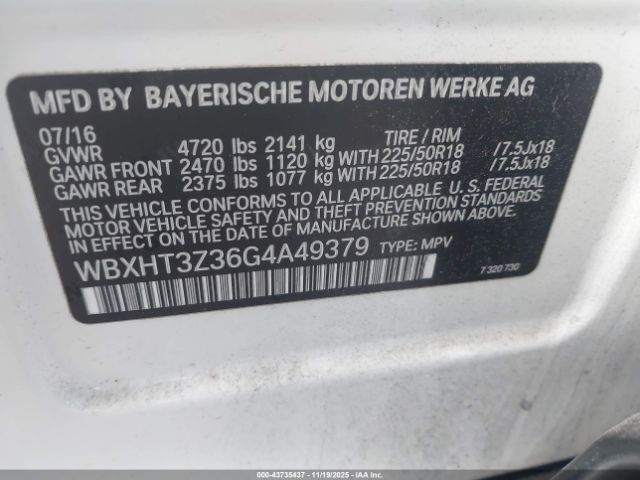 MFD BY BAYERISCHE MOTOREN WERKE AG
07/16 TIRE / RIM
GVWR 4720 lbs 2141 kg
GAWR FRONT 2470 lbs 1120 kg WITH 225/50R18 /7.5Jx18
GAWR REAR 2375 lbs 1077 kg WITH 225/50R18 /7.5Jx18
THIS VEHICLE CONFORMS TO ALL APPLICABLE U. S. FEDERAL
MOTOR VEHICLE SAFETY AND THEFT PREVENTION STANDARDS
IN EFFECT ON THE DATE OF MANUFACTURE SHOWN ABOVE.
WBXHT3Z36G4A49379 TYPE: MPV
7 320 730
000-43735437 - 11/19/2025 - IAAI.COM